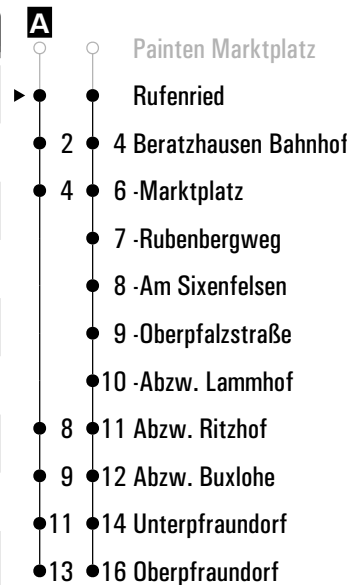 A
Painten Marktplatz
Rufenried
2 4 Beratzhausen Bahnhof
4 6 -Marktplatz
7 -Rubenbergweg
8 -Am Sixenfelsen
9 -Oberpfalzstraße
10 -Abzw. Lammhof
8 11 Abzw. Ritzhof
9 12 Abzw. Buxlohe
11 14 Unterpfraundorf
13 16 Oberpfraundorf